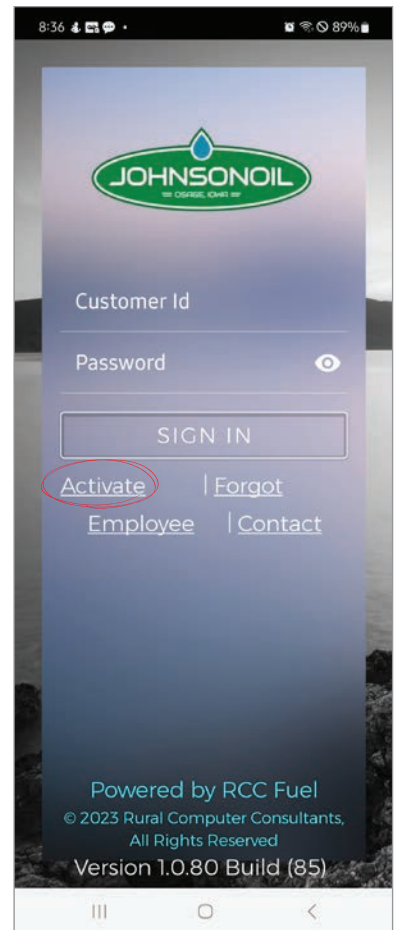 8:36
89%
JOHNSONOIL
OSAGE, IOWA
Customer Id
Password
SIGN IN
Activate | Forgot
Employee | Contact
Powered by RCC Fuel
© 2023 Rural Computer Consultants,
All Rights Reserved
Version 1.0.80 Build (85)